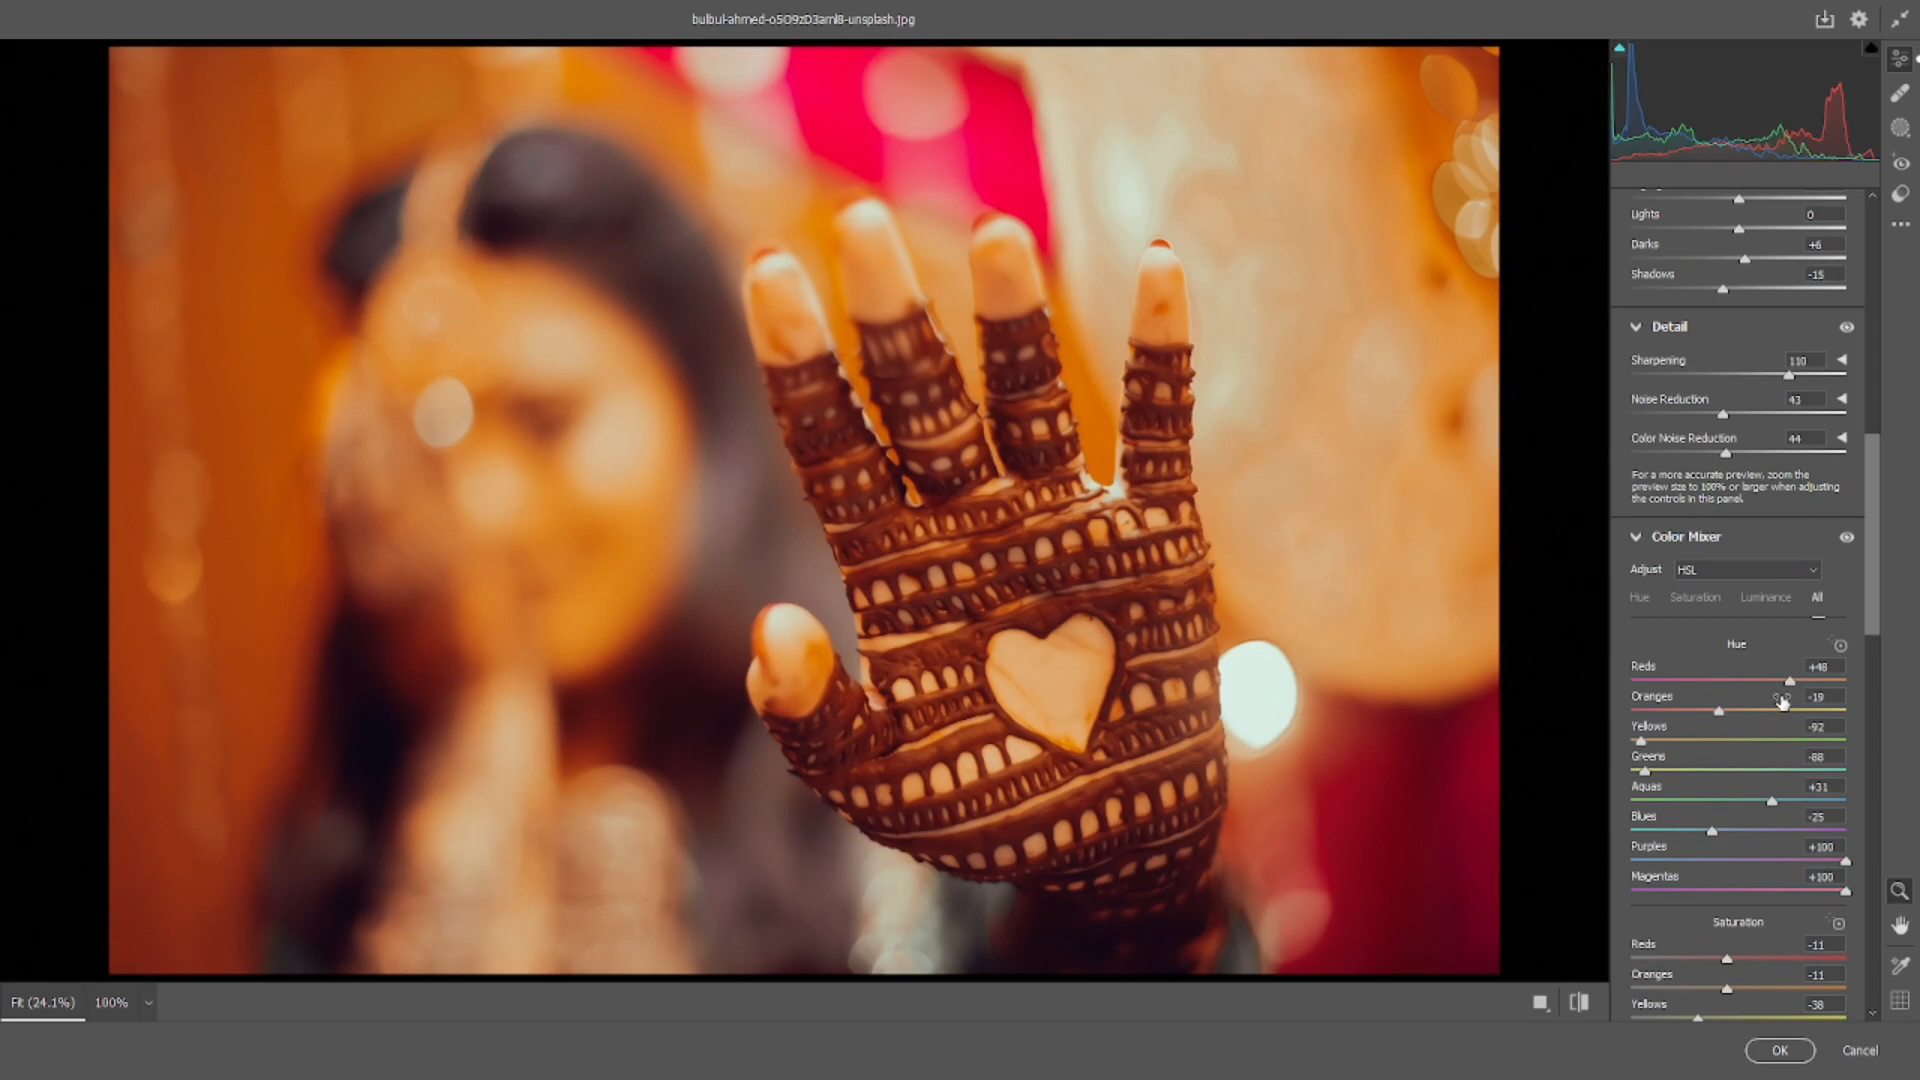 bulbul-ahmed-o5O9zD3aml8-unsplash.jpg
Lights 0
Darks +6
Shadows -15
Detail
Sharpening 110
Noise Reduction 43
Color Noise Reduction 44
For a more accurate preview, zoom the
preview size to 100% or larger when adjusting
the controls in this panel.
Color Mixer
Adjust HSL
Hue Saturation Luminance All
Hue
Reds +48
Oranges -19
Yellows -92
Greens -88
Aquas +31
Blues -25
Purples +100
Magentas +100
Saturation
Reds -11
Oranges -11
Yellows -38
Fit (24.1%) 100%
OK Cancel